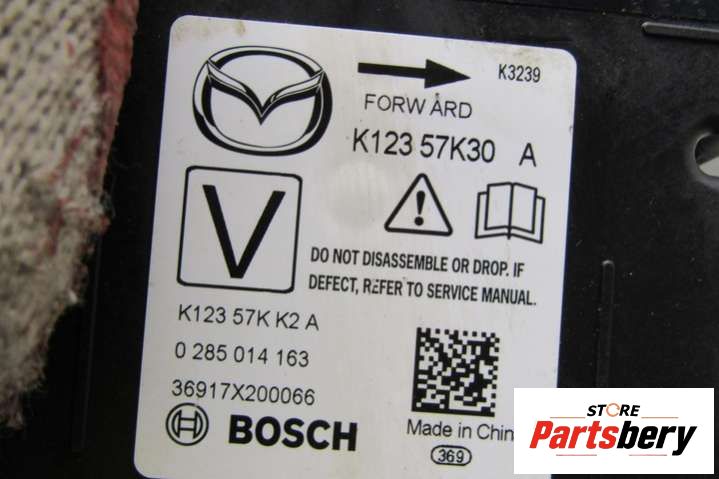 K3239
FORWARD
K123 57K30 A
V
DO NOT DISASSEMBLE OR DROP. IF
DEFECT, REFER TO SERVICE MANUAL.
K123 57K K2 A
0 285 014 163
36917X200066
BOSCH
Made in China
369
STORE
Partsbery